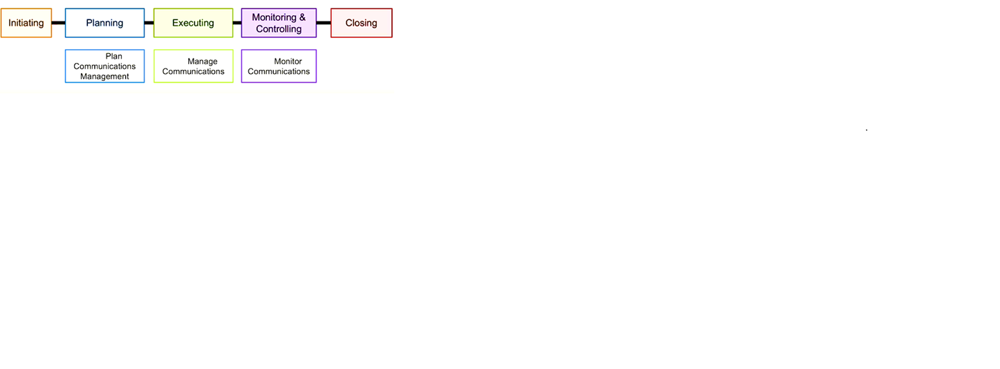 Initiating
Planning
Executing
Monitoring &
Controlling
Closing
Plan
Communications
Management
Manage
Communications
Monitor
Communications
.